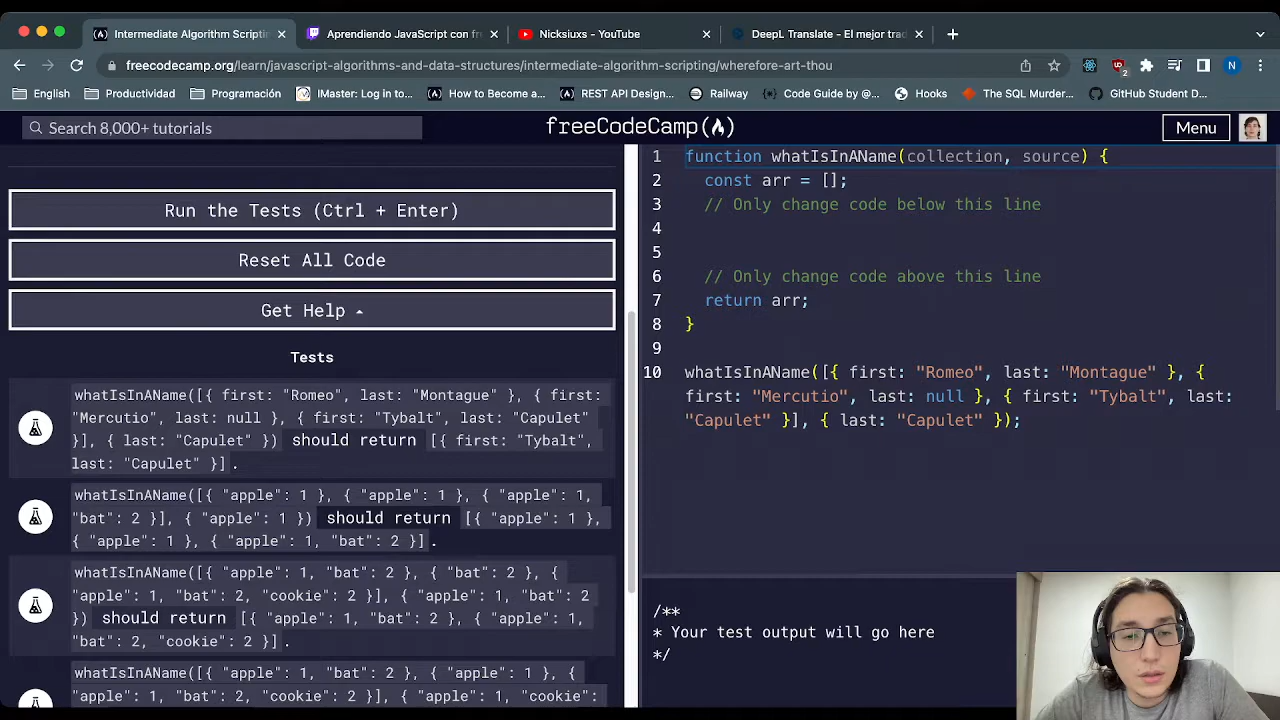 Intermediate Algorithm Scriptin
Aprendiendo JavaScript con fr
Nicksiuxs - YouTube
DeepL Translate - El mejor trad
freecodecamp.org/learn/javascript-algorithms-and-data-structures/intermediate-algorithm-scripting/wherefore-art-thou
2
N
English
Productividad
Programación
IMaster: Log in to...
How to Become a...
REST API Design...
Railway
Code Guide by @...
Hooks
The SQL Murder...
GitHub Student D...
Search 8,000+ tutorials
freeCodeCamp
Menu
Run the Tests (Ctrl + Enter)
Reset All Code
Get Help
Tests
whatIsInAName([{ first: "Romeo", last: "Montague" }, { first:
"Mercutio", last: null }, { first: "Tybalt", last: "Capulet"
}], { last: "Capulet" }) should return [{ first: "Tybalt",
last: "Capulet" }].
whatIsInAName([{ "apple": 1 }, { "apple": 1 }, { "apple": 1,
"bat": 2 }], { "apple": 1 }) should return [{ "apple": 1 },
{ "apple": 1 }, { "apple": 1, "bat": 2 }].
whatIsInAName([{ "apple": 1, "bat": 2 }, { "bat": 2 }, {
"apple": 1, "bat": 2, "cookie": 2 }], { "apple": 1, "bat": 2
}) should return [{ "apple": 1, "bat": 2 }, { "apple": 1,
"bat": 2, "cookie": 2 }].
whatIsInAName([{ "apple": 1, "bat": 2 }, { "apple": 1 }, {
"apple": 1, "bat": 2, "cookie": 2 }], { "apple": 1, "cookie":
1 function whatIsInAName(collection, source) {
2 const arr = [];
3 // Only change code below this line
4
5
6 // Only change code above this line
7 return arr;
8 }
9
10 whatIsInAName([{ first: "Romeo", last: "Montague" }, {
first: "Mercutio", last: null }, { first: "Tybalt", last:
"Capulet" }], { last: "Capulet" });
/**
* Your test output will go here
*/